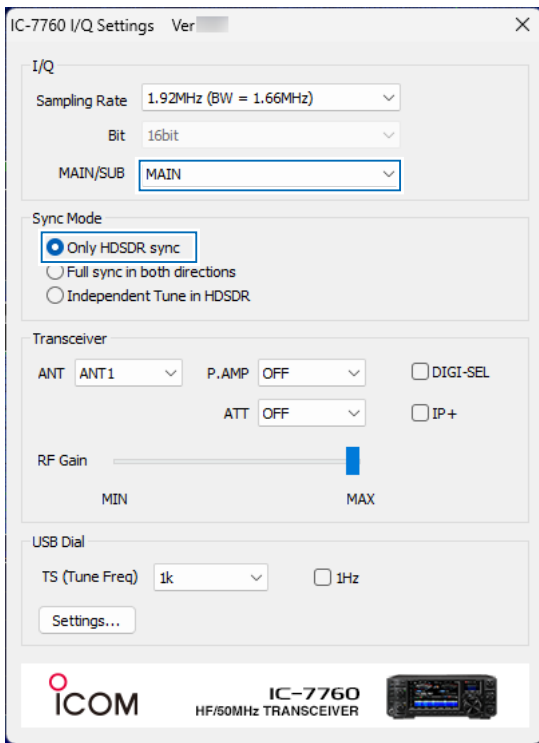 IC-7760 I/Q Settings Ver
I/Q
Sampling Rate 1.92MHz (BW = 1.66MHz)
Bit 16bit
MAIN/SUB MAIN
Sync Mode
Only HDSDR sync
Full sync in both directions
Independent Tune in HDSDR
Transceiver
ANT ANT1 P.AMP OFF DIGI-SEL
ATT OFF IP+
RF Gain
MIN MAX
USB Dial
TS (Tune Freq) 1k 1Hz
Settings...
ICOM IC-7760
HF/50MHz TRANSCEIVER